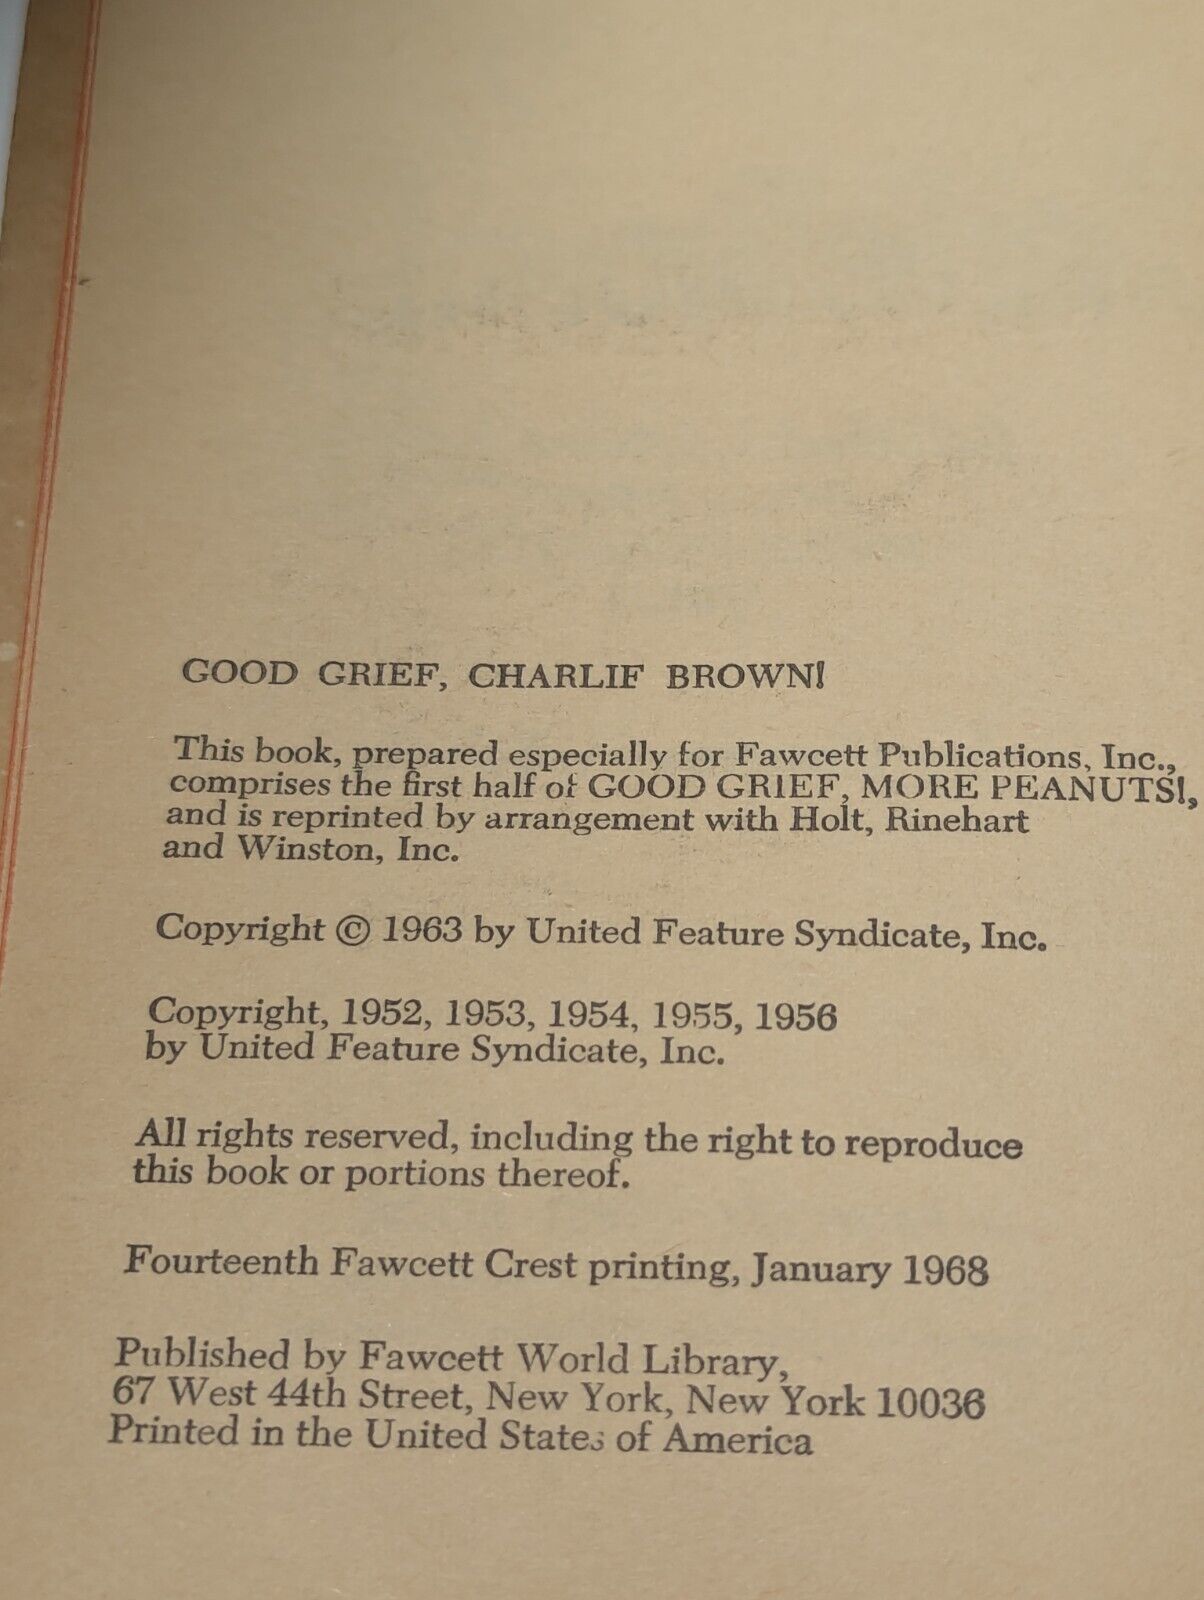 GOOD GRIEF, CHARLIE BROWN!
This book, prepared especially for Fawcett Publications, Inc.,
comprises the first half of GOOD GRIEF, MORE PEANUTS!,
and is reprinted by arrangement with Holt, Rinehart
and Winston, Inc.
Copyright © 1963 by United Feature Syndicate, Inc.
Copyright, 1952, 1953, 1954, 1955, 1956
by United Feature Syndicate, Inc.
All rights reserved, including the right to reproduce
this book or portions thereof.
Fourteenth Fawcett Crest printing, January 1968
Published by Fawcett World Library,
67 West 44th Street, New York, New York 10036
Printed in the United States of America